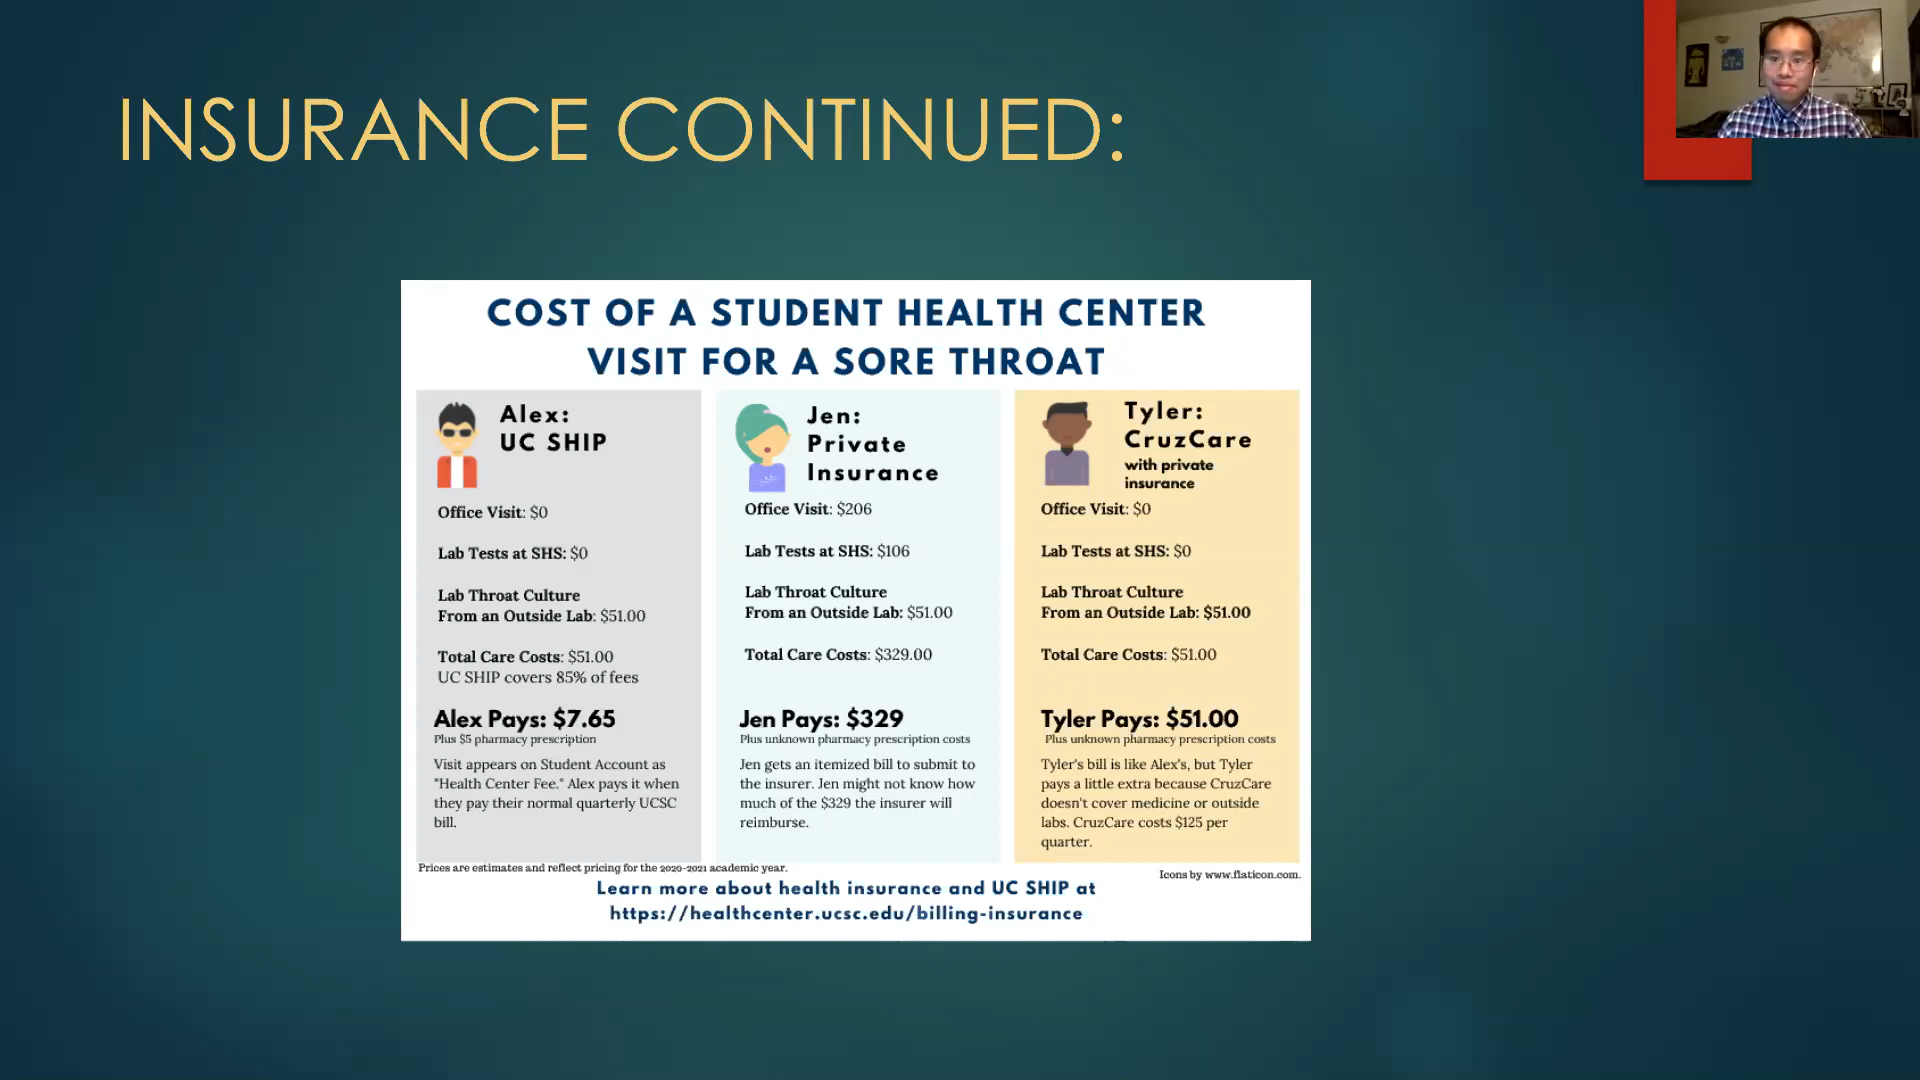 INSURANCE CONTINUED:
COST OF A STUDENT HEALTH CENTER
VISIT FOR A SORE THROAT
Alex:
UC SHIP
Office Visit: $0
Lab Tests at SHS: $0
Lab Throat Culture
From an Outside Lab: $51.00
Total Care Costs: $51.00
UC SHIP covers 85% of fees
Alex Pays: $7.65
Plus $5 pharmacy prescription
Visit appears on Student Account as
"Health Center Fee." Alex pays it when
they pay their normal quarterly UCSC
bill.
Jen:
Private
Insurance
Office Visit: $206
Lab Tests at SHS: $106
Lab Throat Culture
From an Outside Lab: $51.00
Total Care Costs: $329.00
Jen Pays: $329
Plus unknown pharmacy prescription costs
Jen gets an itemized bill to submit to
the insurer. Jen might not know how
much of the $329 the insurer will
reimburse.
Tyler:
CruzCare
with private
insurance
Office Visit: $0
Lab Tests at SHS: $0
Lab Throat Culture
From an Outside Lab: $51.00
Total Care Costs: $51.00
Tyler Pays: $51.00
Plus unknown pharmacy prescription costs
Tyler's bill is like Alex's, but Tyler
pays a little extra because CruzCare
doesn't cover medicine or outside
labs. CruzCare costs $125 per
quarter.
Prices are estimates and reflect pricing for the 2020-2021 academic year.
Icons by www.flaticon.com.
Learn more about health insurance and UC SHIP at
https://healthcenter.ucsc.edu/billing-insurance